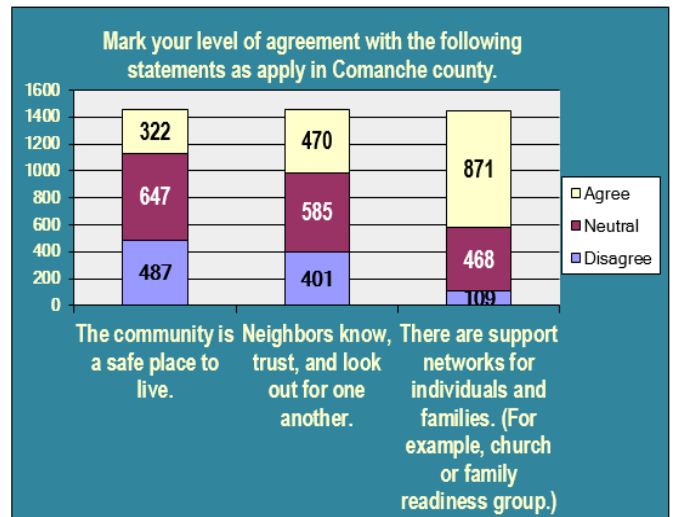 Mark your level of agreement with the following
statements as apply in Comanche county.
1600
1400
1200
1000
800
600
400
200
0
322
647
487
470
585
401
871
468
109
Agree
Neutral
Disagree
The community is
a safe place to
live.
Neighbors know,
trust, and look
out for one
another.
There are support
networks for
individuals and
families. (For
example, church
or family
readiness group.)